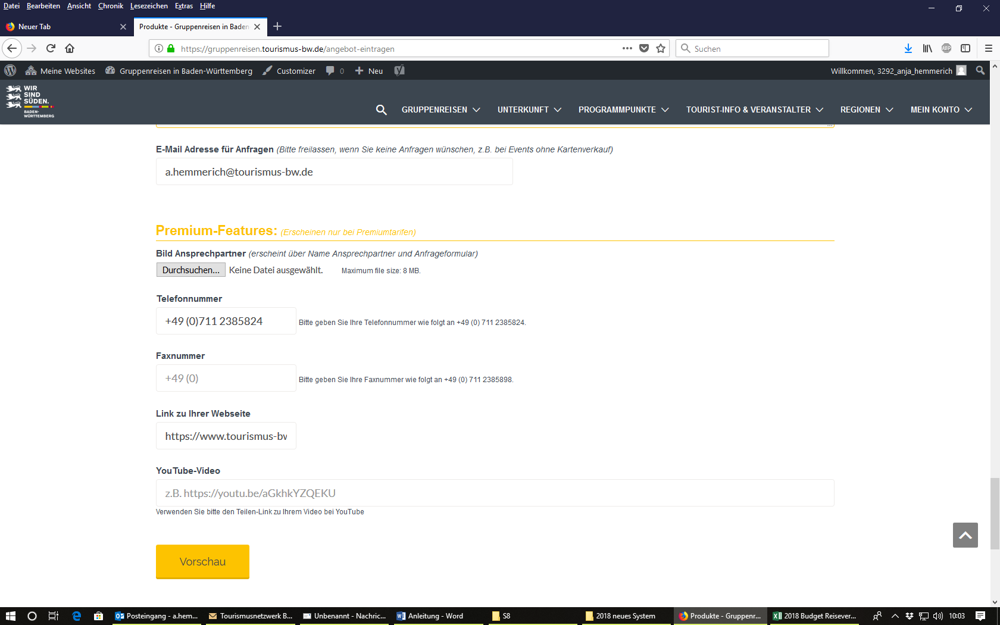 Datei Bearbeiten Ansicht Chronik Lesezeichen Extras Hilfe
Neuer Tab
Produkte - Gruppenreisen in Baden
https://gruppenreisen.tourismus-bw.de/angebot-eintragen
Suchen
ABP
Meine Websites Gruppenreisen in Baden-Württemberg Customizer 0 Neu
Willkommen, 3292_anja_hemmerich
WIR
SIND
SÜDEN.
BADEN-
WÜRTTEMBERG
GRUPPENREISEN UNTERKUNFT PROGRAMMPUNKTE TOURIST-INFO & VERANSTALTER REGIONEN MEIN KONTO
E-Mail Adresse für Anfragen (Bitte freilassen, wenn Sie keine Anfragen wünschen, z.B. bei Events ohne Kartenverkauf)
a.hemmerich@tourismus-bw.de
Premium-Features: (Erscheinen nur bei Premiumtarifen)
Bild Ansprechpartner (erscheint über Name Ansprechpartner und Anfrageformular)
Durchsuchen... Keine Datei ausgewählt. Maximum file size: 8 MB.
Telefonnummer
+49 (0)711 2385824 Bitte geben Sie Ihre Telefonnummer wie folgt an +49 (0) 711 2385824.
Faxnummer
+49 (0) Bitte geben Sie Ihre Faxnummer wie folgt an +49 (0) 711 2385898.
Link zu Ihrer Webseite
https://www.tourismus-bw
YouTube-Video
z.B. https://youtu.be/aGkhkYZQEKU
Verwenden Sie bitte den Teilen-Link zu Ihrem Video bei YouTube
Vorschau
Posteingang - a.hem... Tourismusnetzwerk B... Unbenannt - Nachric... Anleitung - Word S8 2018 neues System Produkte - Gruppenr... 2018 Budget Reisever... 10:03